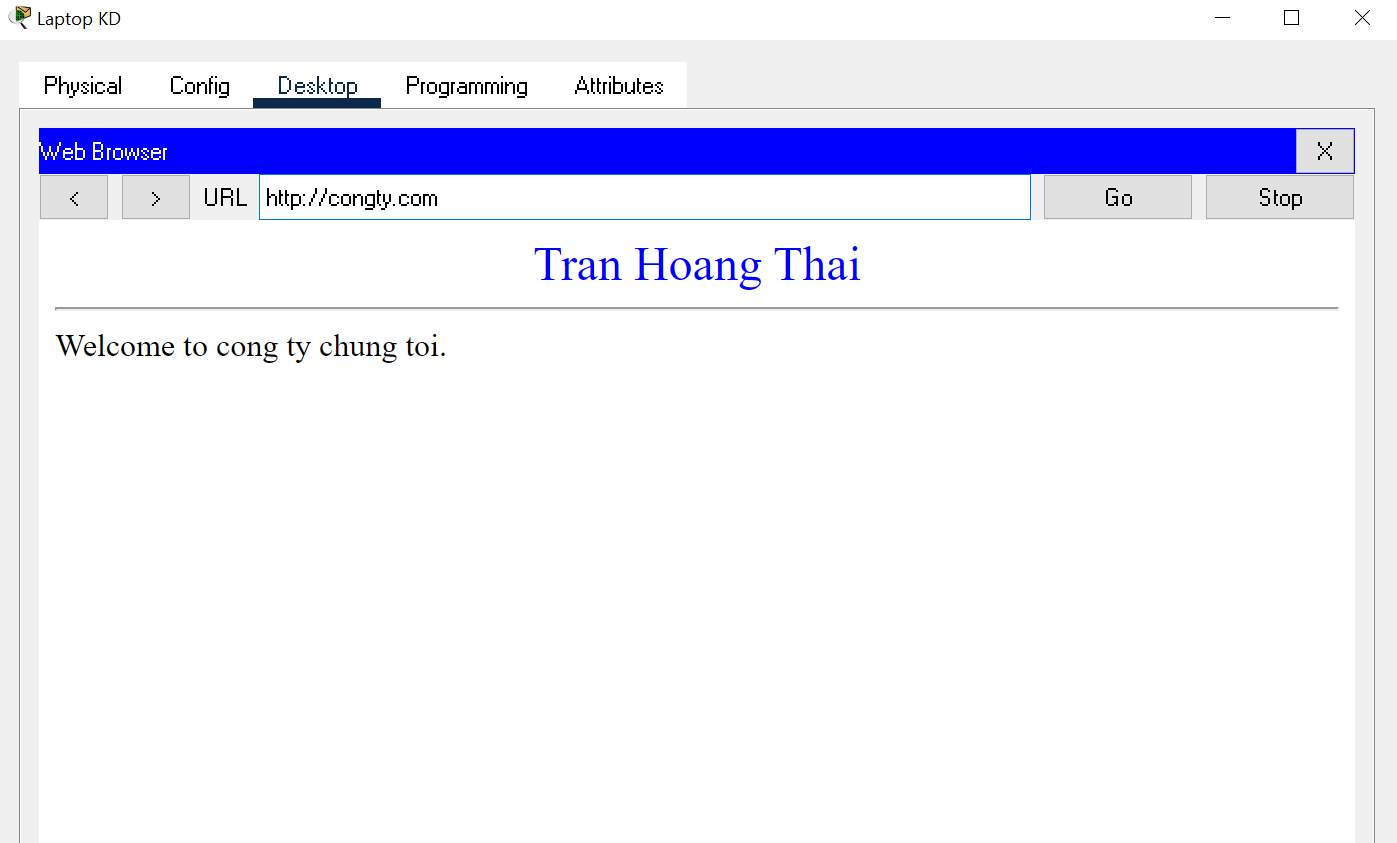 Laptop KD
Physical Config Desktop Programming Attributes
Web Browser X
< > URL http://congty.com Go Stop
Tran Hoang Thai
Welcome to cong ty chung toi.